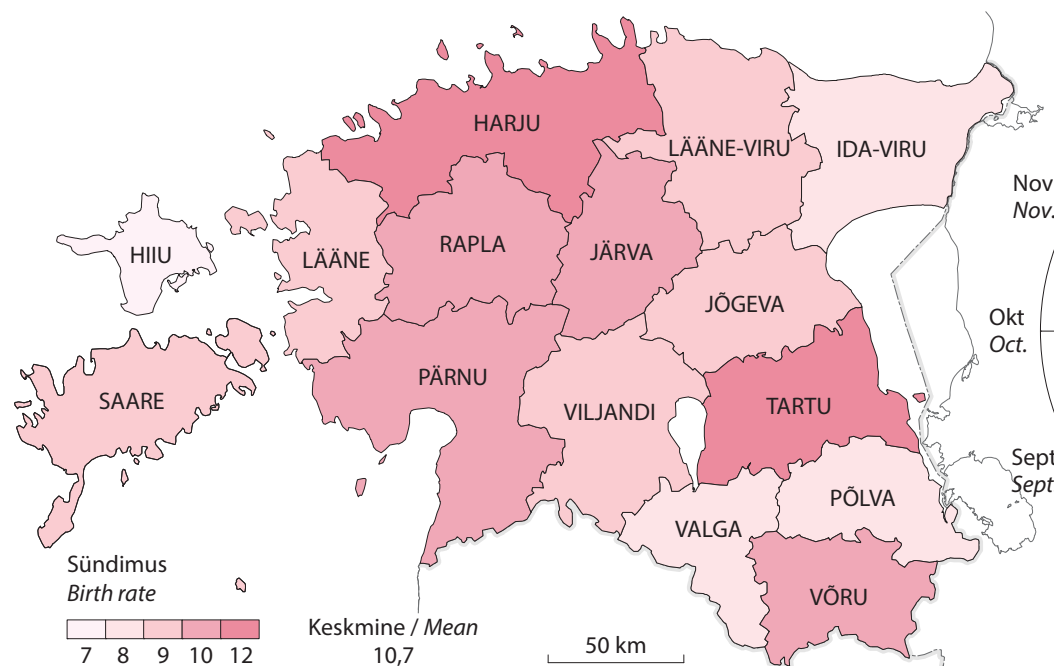 HARJU
LÄÄNE-VIRU
IDA-VIRU
Nov
Nov.
HIIU
LÄÄNE
RAPLA
JÄRVA
JÕGEVA
Okt
Oct.
SAARE
PÄRNU
VILJANDI
TARTU
Sept
Sept
PÕLVA
VALGA
VÕRU
Sündimus
Birth rate
7 8 9 10 12
Keskmine / Mean
10,7
50 km